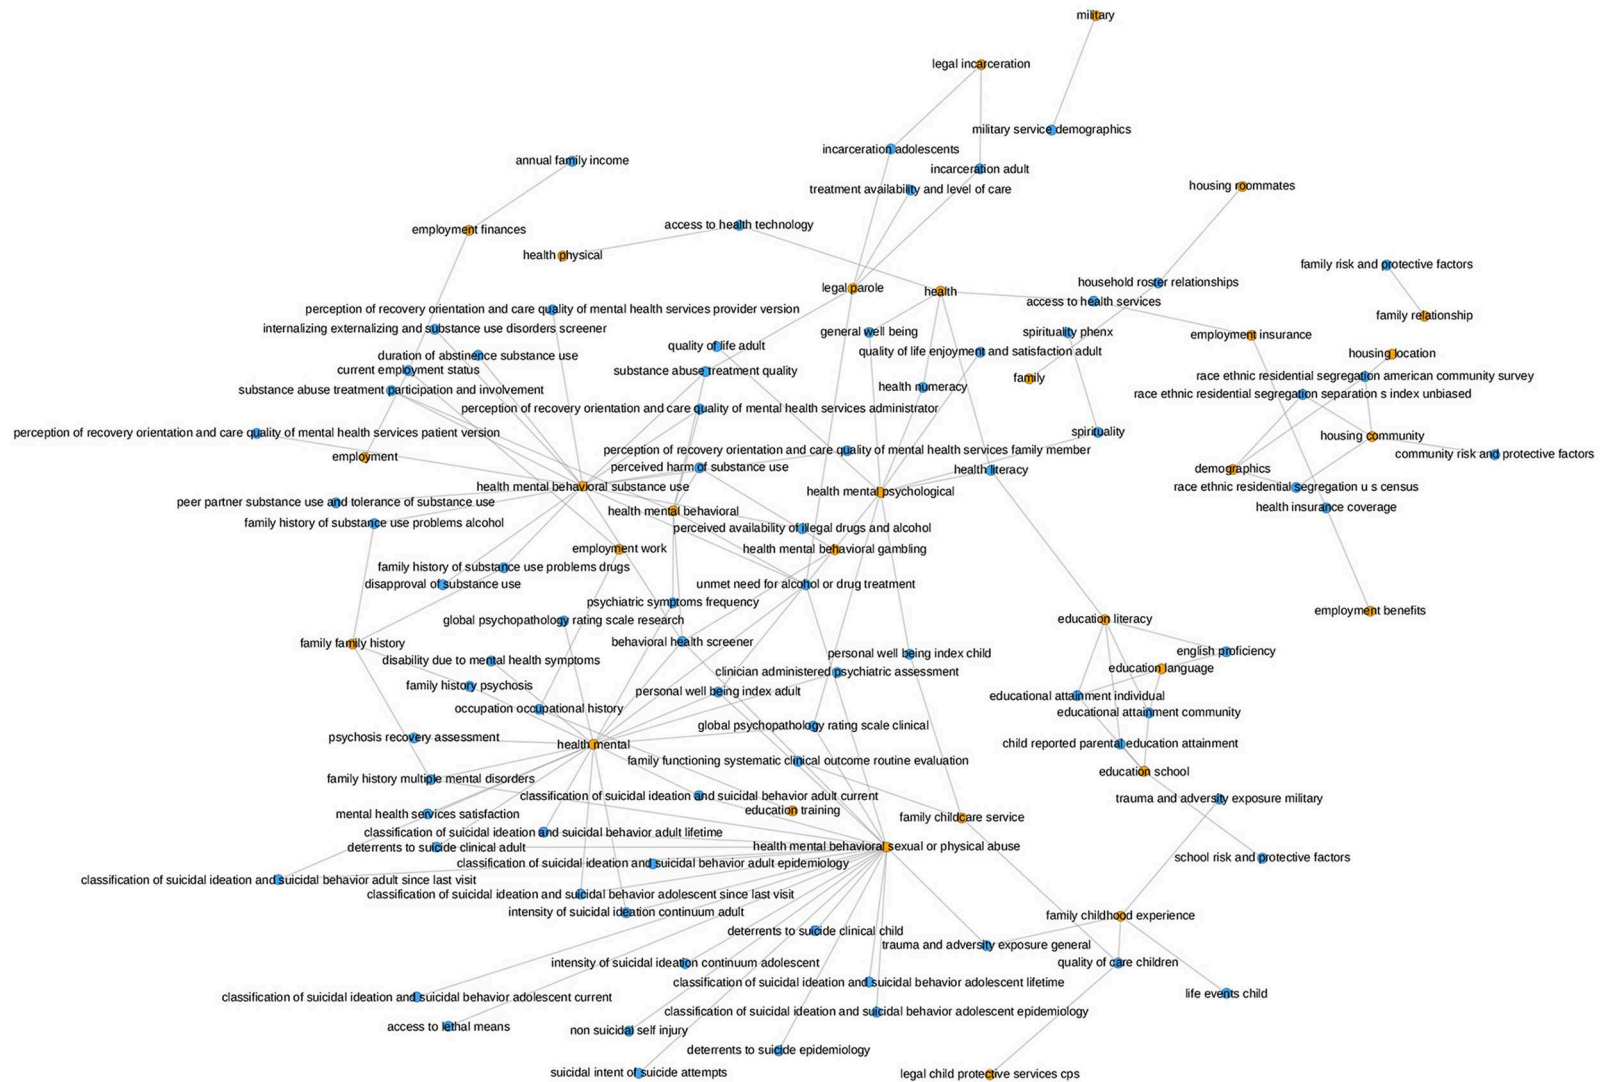 military
legal incarceration
military service demographics
incarceration adolescents
annual family income
incarceration adult
treatment availability and level of care
housing roommates
access to health technology
employment finances
health physical
family risk and protective factors
household roster relationships
legal parole
health
access to health services
perception of recovery orientation and care quality of mental health services provider version
family relationship
internalizing externalizing and substance use disorders screener
general well being
spirituality phenx
employment insurance
quality of life adult
quality of life enjoyment and satisfaction adult
housing location
duration of abstinence substance use
current employment status
substance abuse treatment quality
family
race ethnic residential segregation american community survey
substance abuse treatment participation and involvement
health numeracy
race ethnic residential segregation separation s index unbiased
perception of recovery orientation and care quality of mental health services administrator
perception of recovery orientation and care quality of mental health services patient version
spirituality
housing community
perception of recovery orientation and care quality of mental health services family member
community risk and protective factors
employment
perceived harm of substance use
health literacy
demographics
health mental behavioral substance use
health mental psychological
race ethnic residential segregation u s census
peer partner substance use and tolerance of substance use
health mental behavioral
health insurance coverage
family history of substance use problems alcohol
perceived availability of illegal drugs and alcohol
employment work
health mental behavioral gambling
family history of substance use problems drugs
disapproval of substance use
unmet need for alcohol or drug treatment
psychiatric symptoms frequency
employment benefits
global psychopathology rating scale research
education literacy
family family history
behavioral health screener
personal well being index child
english proficiency
disability due to mental health symptoms
clinician administered psychiatric assessment
education language
family history psychosis
personal well being index adult
educational attainment individual
occupation occupational history
educational attainment community
global psychopathology rating scale clinical
psychosis recovery assessment
health mental
child reported parental education attainment
family functioning systematic clinical outcome routine evaluation
education school
family history multiple mental disorders
classification of suicidal ideation and suicidal behavior adult current
trauma and adversity exposure military
mental health services satisfaction
education training
family childcare service
classification of suicidal ideation and suicidal behavior adult lifetime
deterrents to suicide clinical adult
health mental behavioral sexual or physical abuse
school risk and protective factors
classification of suicidal ideation and suicidal behavior adult epidemiology
classification of suicidal ideation and suicidal behavior adult since last visit
classification of suicidal ideation and suicidal behavior adolescent since last visit
intensity of suicidal ideation continuum adult
family childhood experience
deterrents to suicide clinical child
trauma and adversity exposure general
intensity of suicidal ideation continuum adolescent
quality of care children
classification of suicidal ideation and suicidal behavior adolescent lifetime
life events child
classification of suicidal ideation and suicidal behavior adolescent current
classification of suicidal ideation and suicidal behavior adolescent epidemiology
access to lethal means
non suicidal self injury
deterrents to suicide epidemiology
suicidal intent of suicide attempts
legal child protective services cps